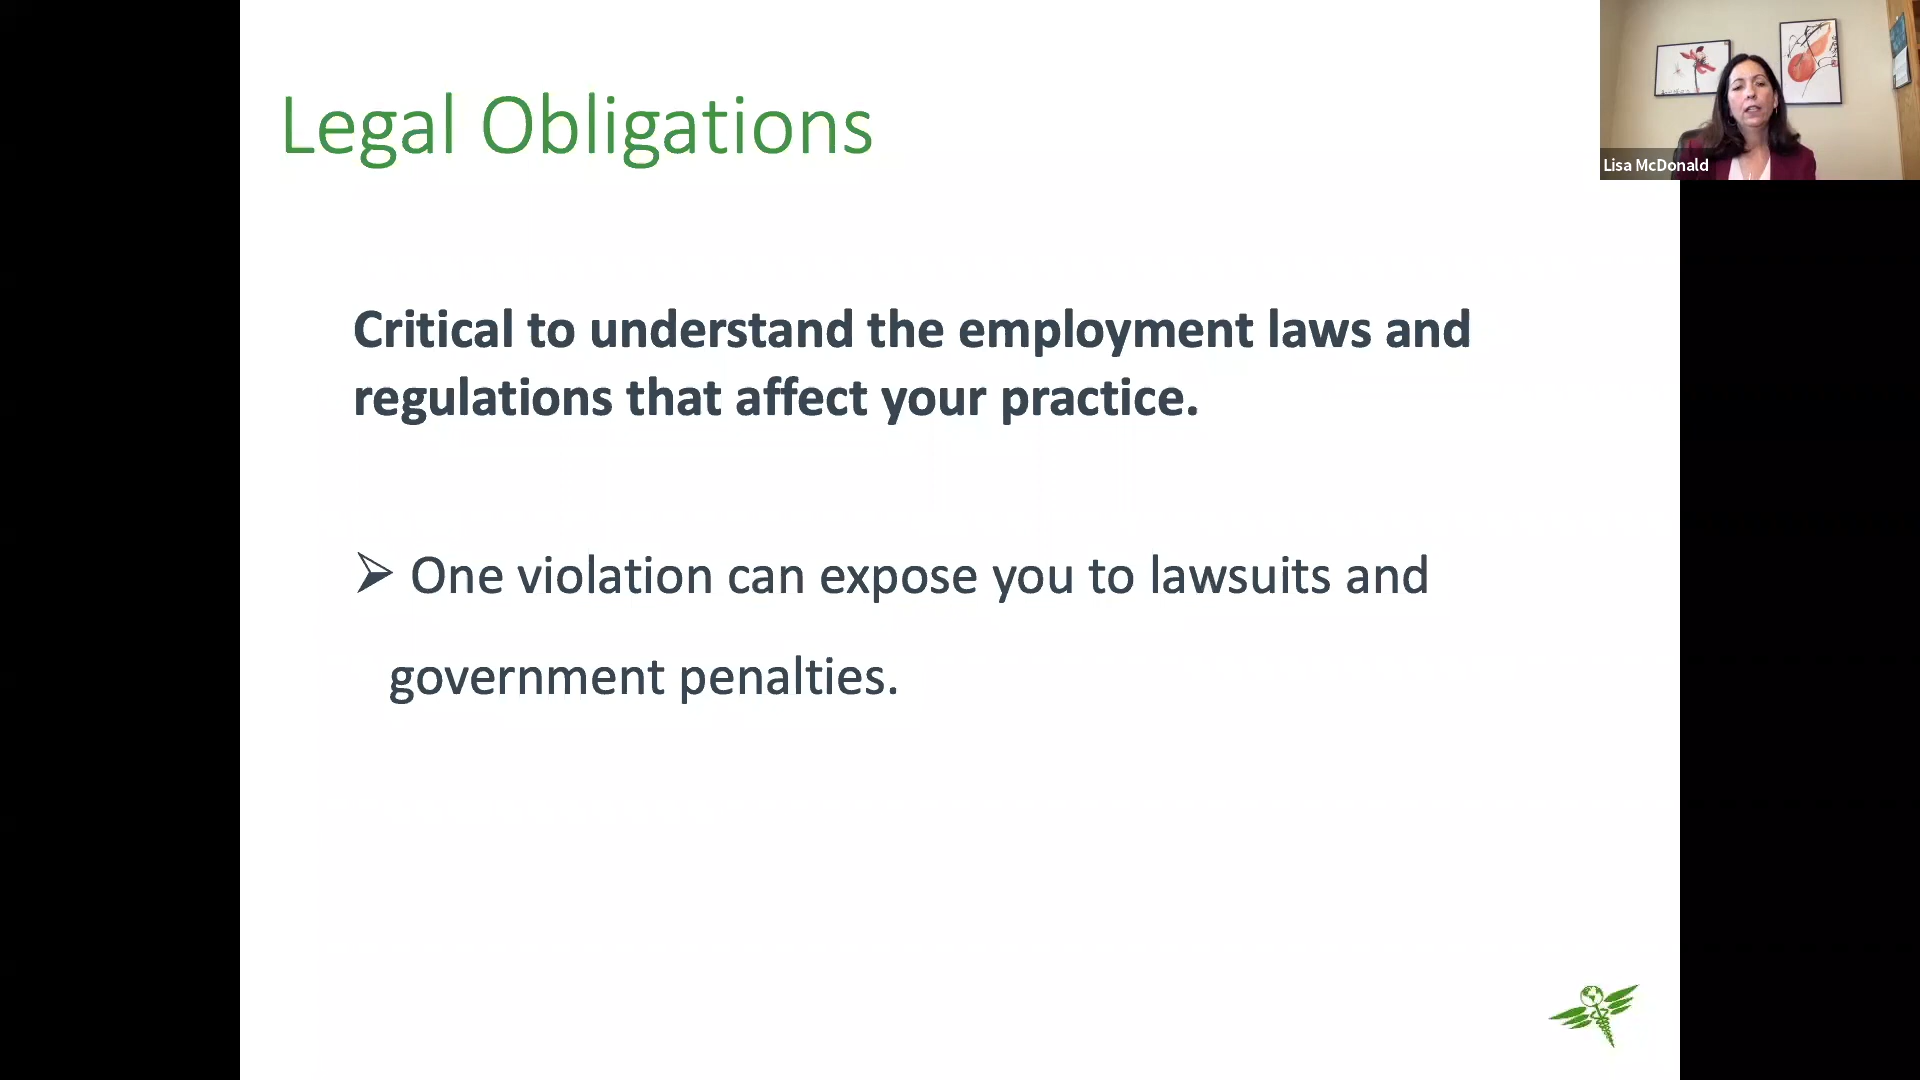 Legal Obligations
Lisa McDonald
Critical to understand the employment laws and
regulations that affect your practice.
➢ One violation can expose you to lawsuits and
government penalties.